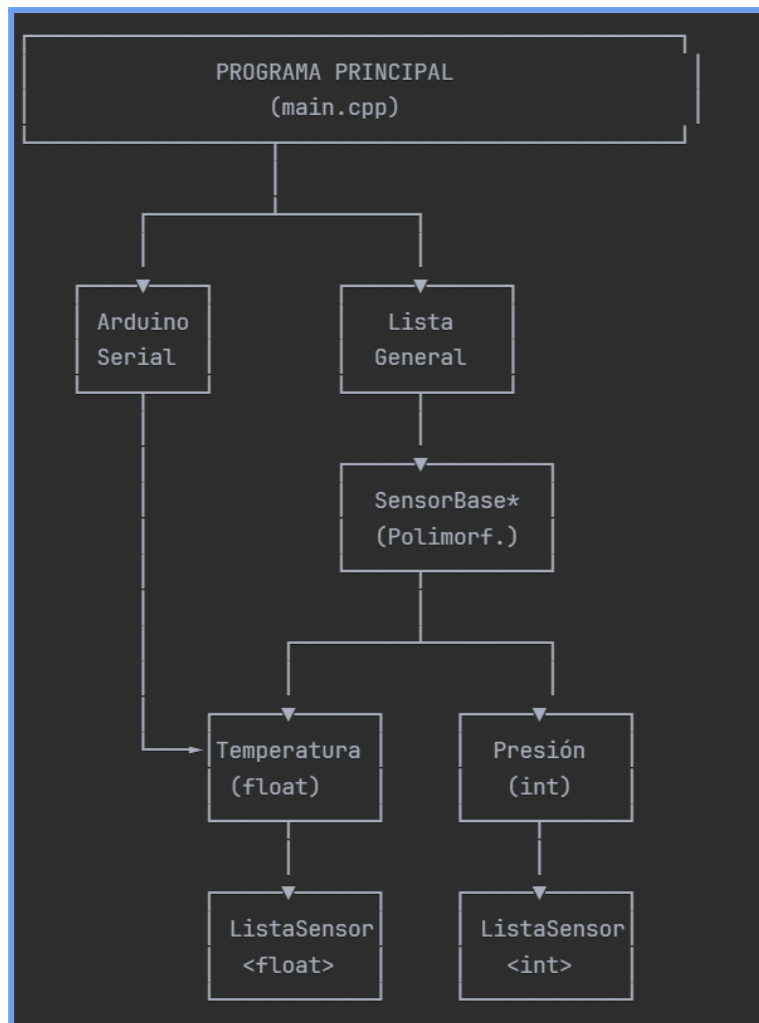 PROGRAMA PRINCIPAL
(main.cpp)
Arduino
Serial
Lista
General
SensorBase*
(Polimorf.)
Temperatura
(float)
Presión
(int)
ListaSensor
<float>
ListaSensor
<int>